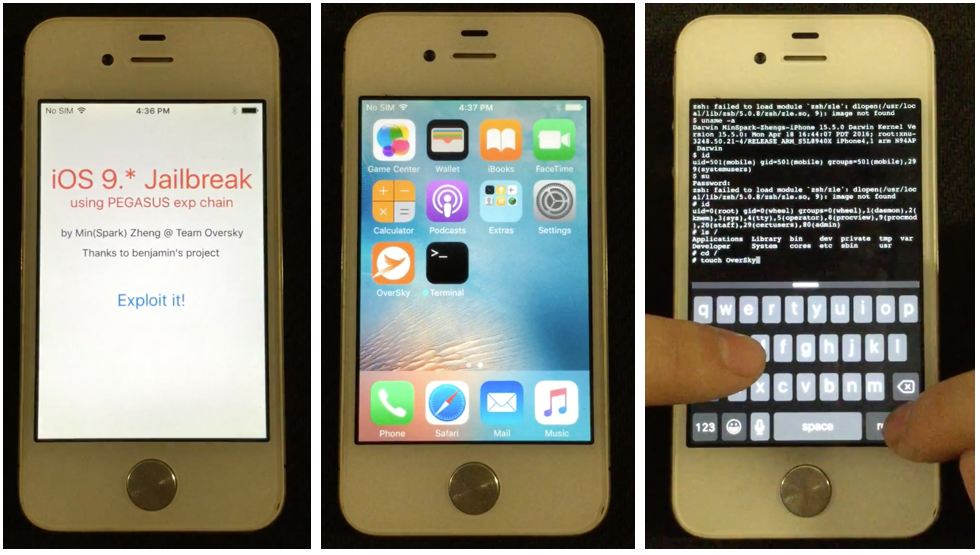 No SIM 4:36 PM
iOS 9.* Jailbreak
using PEGASUS exp chain
by Min(Spark) Zheng @ Team Oversky
Thanks to benjamin's project
Exploit it!
No SIM 4:37 PM
Game Center Wallet iBooks FaceTime
Calculator Podcasts Extras Settings
>_
OverSky Terminal
Phone Safari Mail Music
zsh: failed to load module `zsh/zle': dlopen(/usr/loc
al/lib/zsh/5.0.8/zsh/zle.so, 9): image not found
$ uname -a
Darwin MinSpark-Zhengs-iPhone 15.5.0 Darwin Kernel Ve
rsion 15.5.0: Mon Apr 18 16:44:07 PDT 2016; root:xnu-
3248.50.21-4/RELEASE_ARM_S5L8940X iPhone4,1 arm N94AP
Darwin
$ id
uid=501(mobile) gid=501(mobile) groups=501(mobile),29
9(systemusers)
$ su
Password:
zsh: failed to load module `zsh/zle': dlopen(/usr/loc
al/lib/zsh/5.0.8/zsh/zle.so, 9): image not found
# id
uid=0(root) gid=0(wheel) groups=0(wheel),1(daemon),2(
kmem),3(sys),4(tty),5(operator),8(procview),9(procmod
),20(staff),29(certusers),80(admin)
# ls /
Applications Library bin dev private tmp var
Developer System cores etc sbin usr
# cd /
# touch OverSky
q w e r t y u i o p
f g h j k l
x c v b n m
123 space